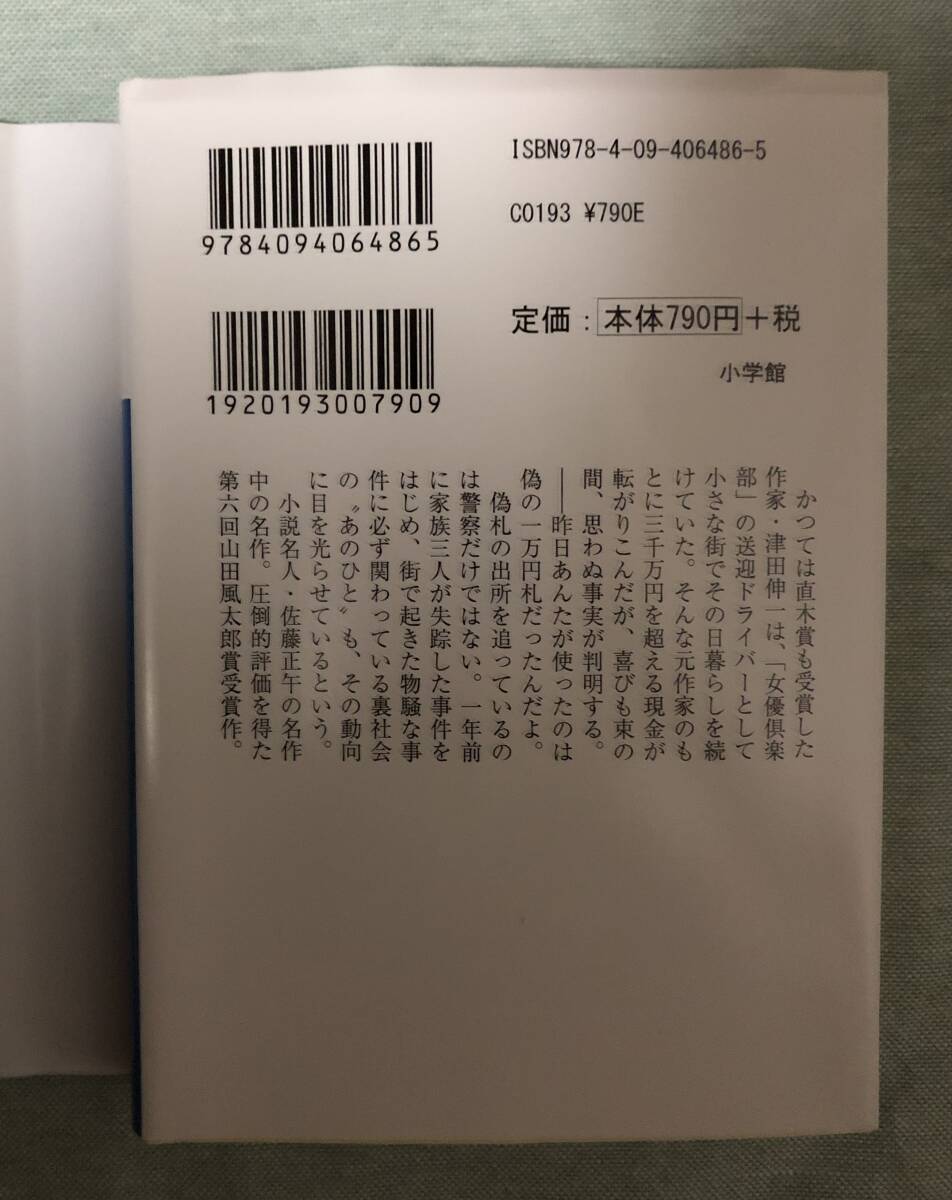 ISBN978-4-09-406486-5
C0193 ¥790E
9784094064865
定価：本体790円＋税
小学館
1920193007909
かつては直木賞も受賞した
作家・津田伸一は、「女優倶楽
部」の送迎ドライバーとして
小さな街でその日暮らしを続
けていた。そんな元作家のも
とに三千万円を超える現金が
転がりこんだが、喜びも束の
間、思わぬ事実が判明する。
――昨日あんたが使ったのは
偽の一万円札だったんだよ。
偽札の出所を追っているの
は警察だけではない。一年前
に家族三人が失踪した事件を
はじめ、街で起きた物騒な事
件に必ず関わっている裏社会
の〝あのひと〟も、その動向
に目を光らせているという。
小説名人・佐藤正午の名作
中の名作。圧倒的評価を得た
第六回山田風太郎賞受賞作。